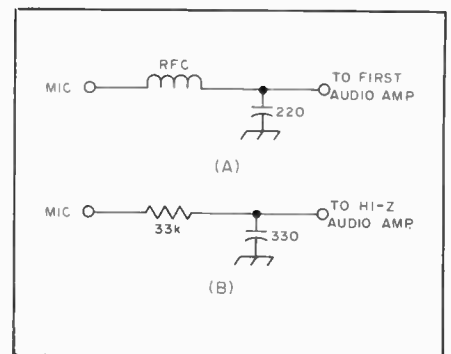 RFC
MIC
TO FIRST
AUDIO AMP
220
(A)
MIC
33k
TO HI-Z
AUDIO AMP.
330
(B)